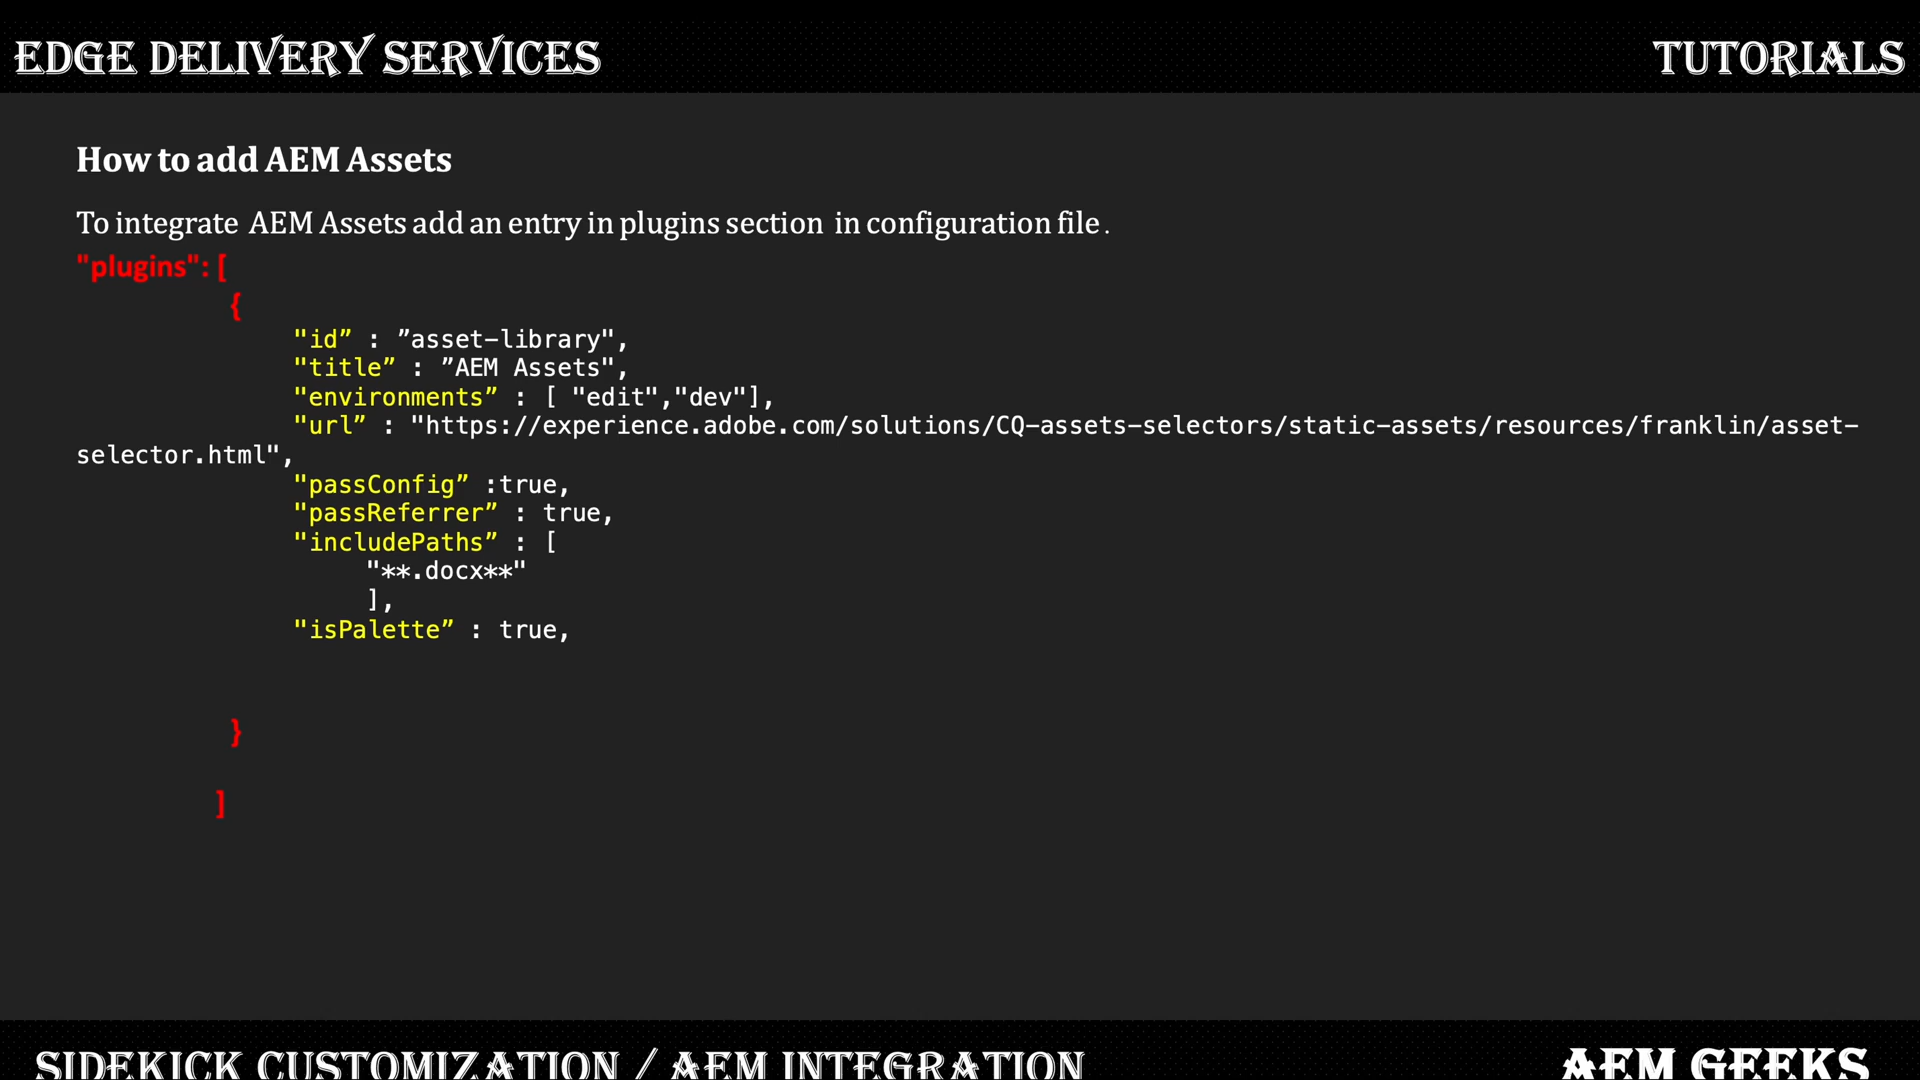 EDGE DELIVERY SERVICES
TUTORIALS
How to add AEM Assets
To integrate AEM Assets add an entry in plugins section in configuration file.
"plugins": [
{
"id” : ”asset-library",
"title” : ”AEM Assets",
"environments” : [ "edit","dev"],
"url” : "https://experience.adobe.com/solutions/CQ-assets-selectors/static-assets/resources/franklin/asset-
selector.html",
"passConfig” :true,
"passReferrer” : true,
"includePaths” : [
"**.docx**"
],
"isPalette” : true,
}
]
SIDEKICK CUSTOMIZATION / AEM INTEGRATION
AEM GEEKS